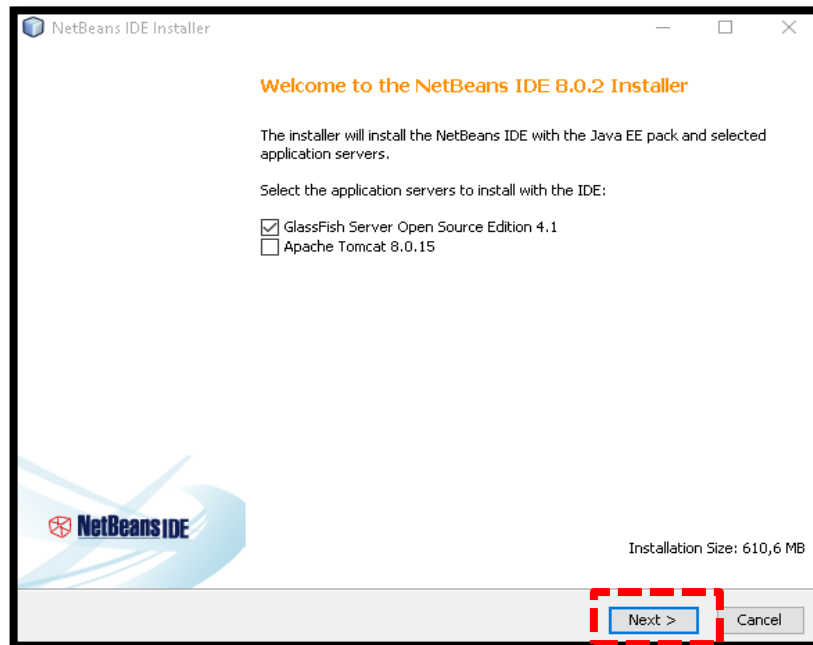 NetBeans IDE Installer
Welcome to the NetBeans IDE 8.0.2 Installer
The installer will install the NetBeans IDE with the Java EE pack and selected
application servers.
Select the application servers to install with the IDE:
GlassFish Server Open Source Edition 4.1
Apache Tomcat 8.0.15
NetBeans IDE
Installation Size: 610,6 MB
Next >
Cancel